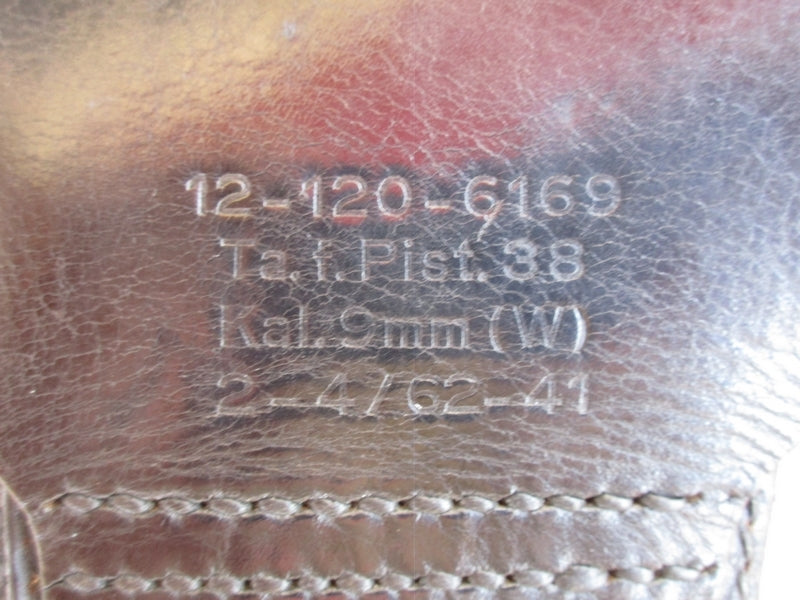 12-120-6169
Ta.f.Pist.38
Kal.9mm (W)
2-4/62-41